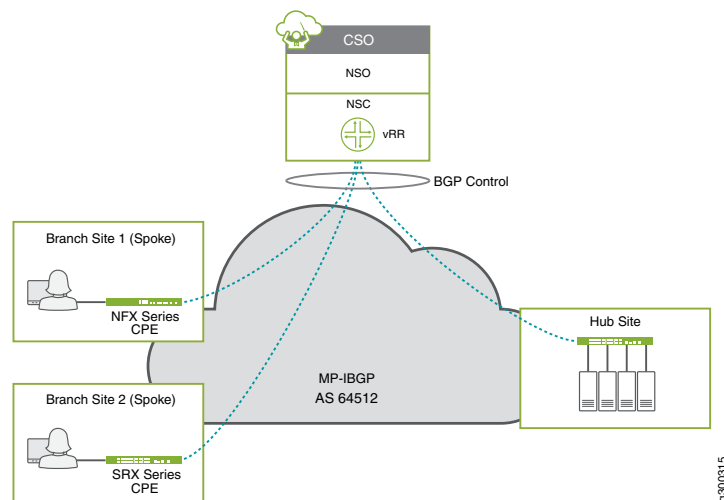 CSO
NSO
NSC
vRR
BGP Control
Branch Site 1 (Spoke)
NFX Series
CPE
Hub Site
MP-IBGP
AS 64512
Branch Site 2 (Spoke)
SRX Series
CPE